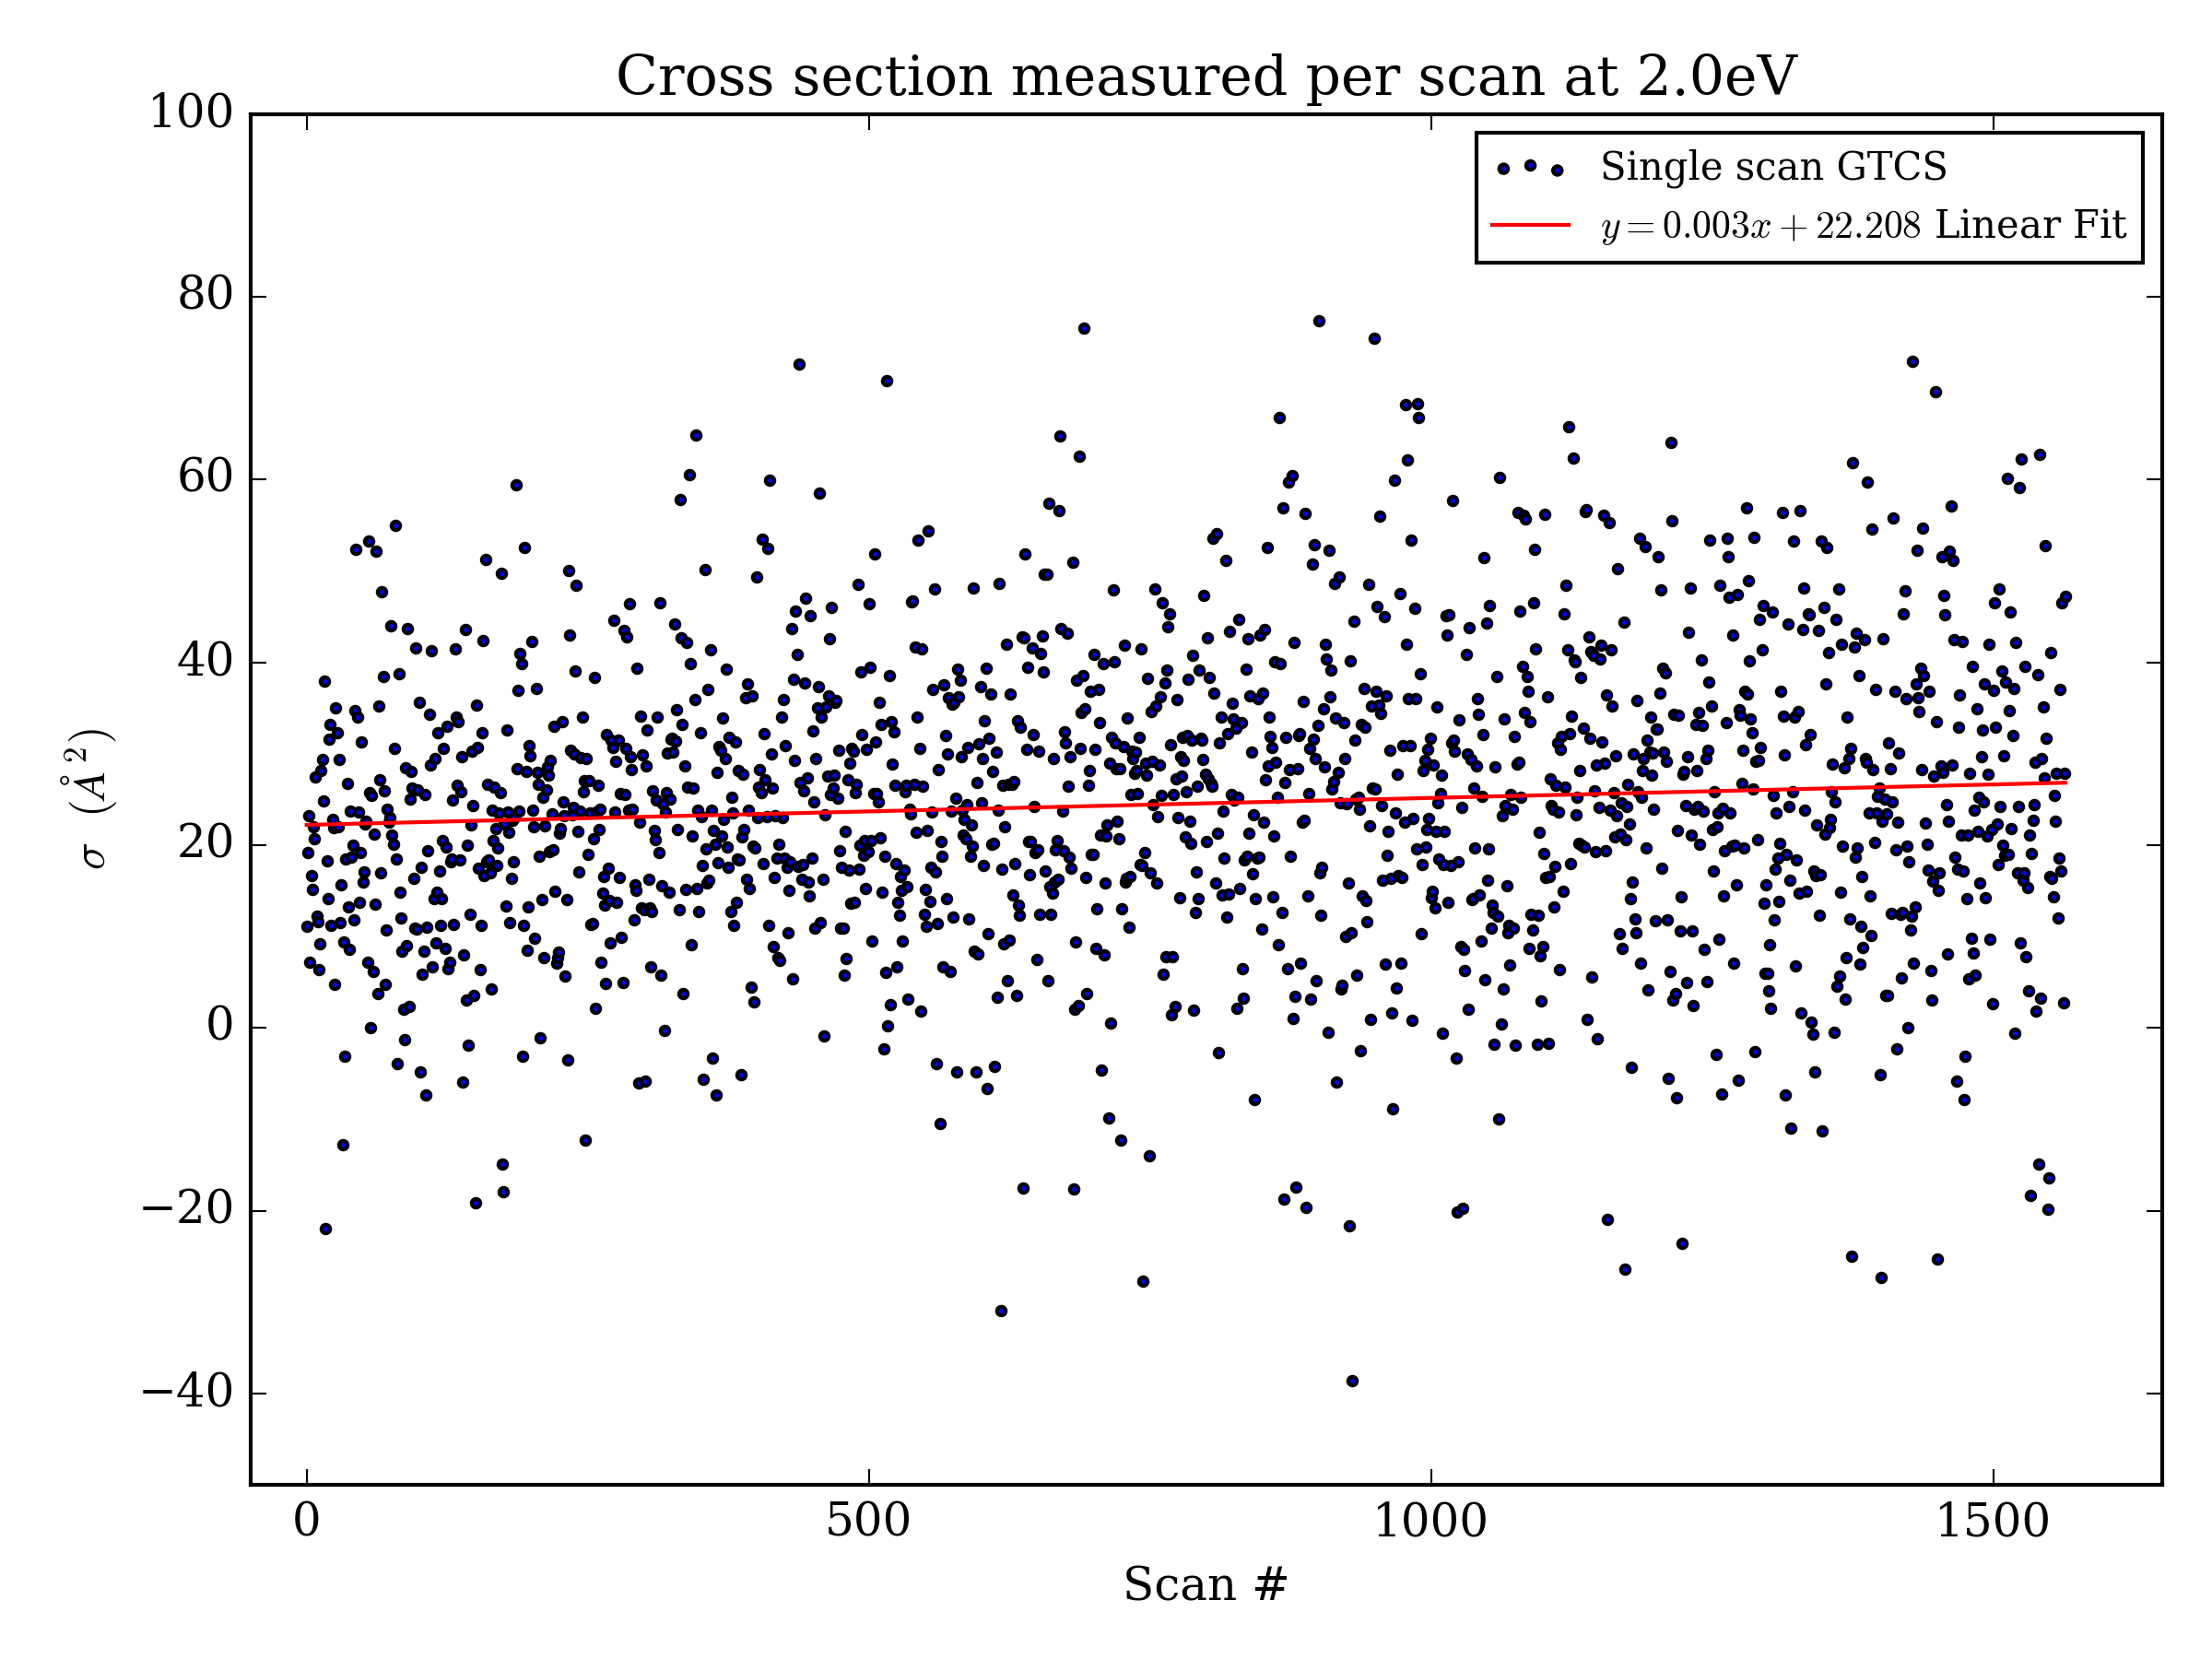 Cross section measured per scan at 2.0eV
Single scan GTCS
y = 0.003x + 22.208 Linear Fit
100
80
60
40
20
0
−20
−40
σ (Å²)
0 500 1000 1500
Scan #